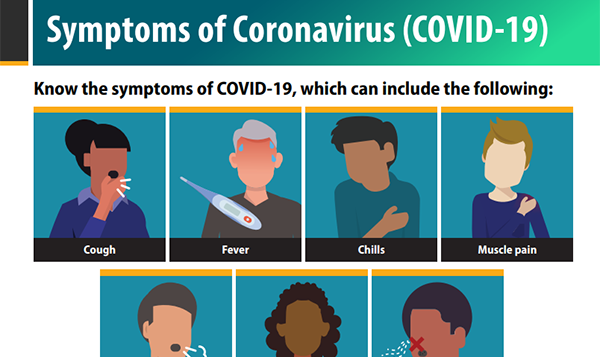 Symptoms of Coronavirus (COVID-19)
Know the symptoms of COVID-19, which can include the following:
Cough
Fever
Chills
Muscle pain